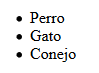 • Perro
• Gato
• Conejo